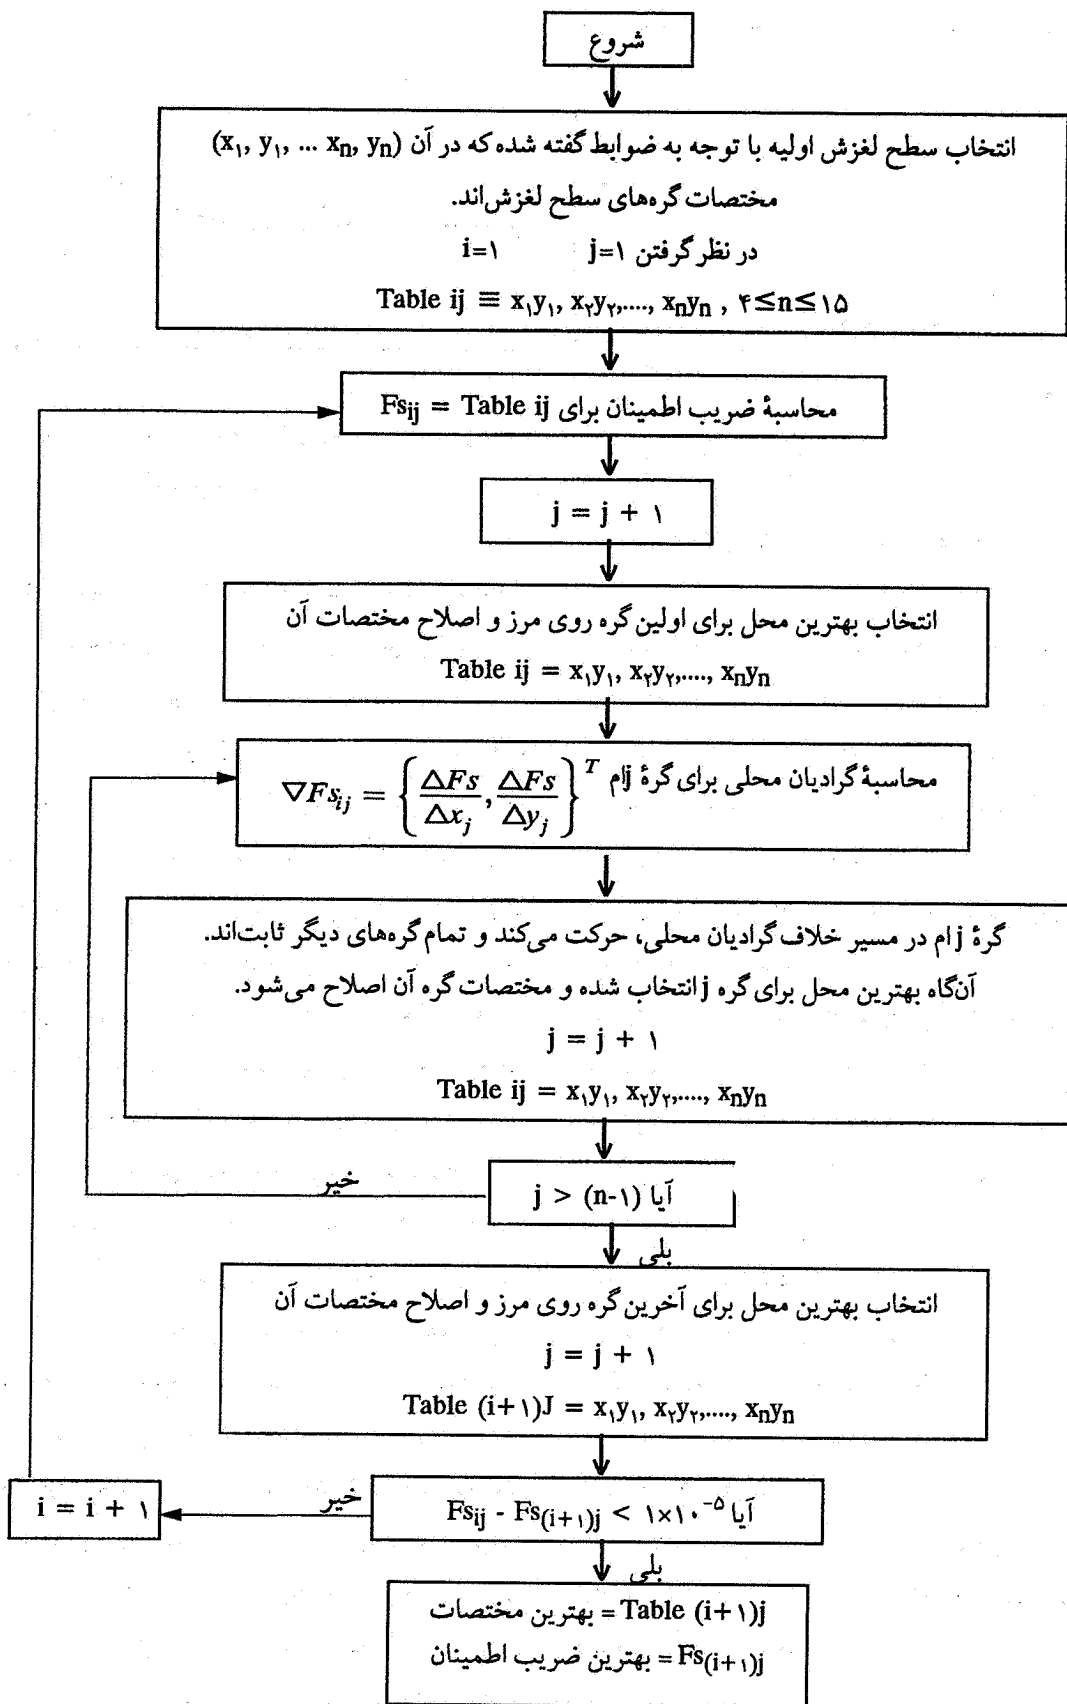 شروع
انتخاب سطح لغزش اولیه با توجه به ضوابط گفته شده که در آن (x۱, y۱, ... xn, yn)
مختصات گره‌های سطح لغزش‌اند.
در نظر گرفتن j=۱ i=۱
Table ij ≡ x۱y۱, x۲y۲,...., xnyn , ۴≤n≤۱۵
محاسبهٔ ضریب اطمینان برای Fsij = Table ij
j = j + ۱
انتخاب بهترین محل برای اولین گره روی مرز و اصلاح مختصات آن
Table ij = x۱y۱, x۲y۲,...., xnyn
محاسبهٔ گرادیان محلی برای گرهٔ jام ∇Fsij = {ΔFs/Δxj , ΔFs/Δyj}T
گرهٔ j ام در مسیر خلاف گرادیان محلی، حرکت می‌کند و تمام گره‌های دیگر ثابت‌اند.
آن‌گاه بهترین محل برای گره j انتخاب شده و مختصات گره آن اصلاح می‌شود.
j = j + ۱
Table ij = x۱y۱, x۲y۲,...., xnyn
خیر
آیا j > (n-۱)
بلی
انتخاب بهترین محل برای آخرین گره روی مرز و اصلاح مختصات آن
j = j + ۱
Table (i+۱)J = x۱y۱, x۲y۲,...., xnyn
آیا Fsij - Fs(i+۱)j < ۱×۱۰-۵
خیر
i = i + ۱
بلی
Table (i+۱)j = بهترین مختصات
Fs(i+۱)j = بهترین ضریب اطمینان